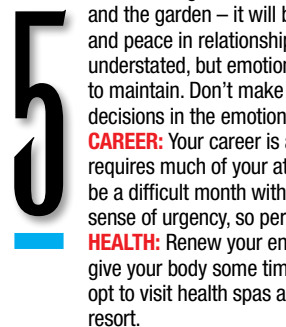 5
and the garden – it will b
and peace in relationship
understated, but emotion
to maintain. Don't make
decisions in the emotion
CAREER: Your career is a
requires much of your at
be a difficult month with
sense of urgency, so per
HEALTH: Renew your en
give your body some tim
opt to visit health spas a
resort.